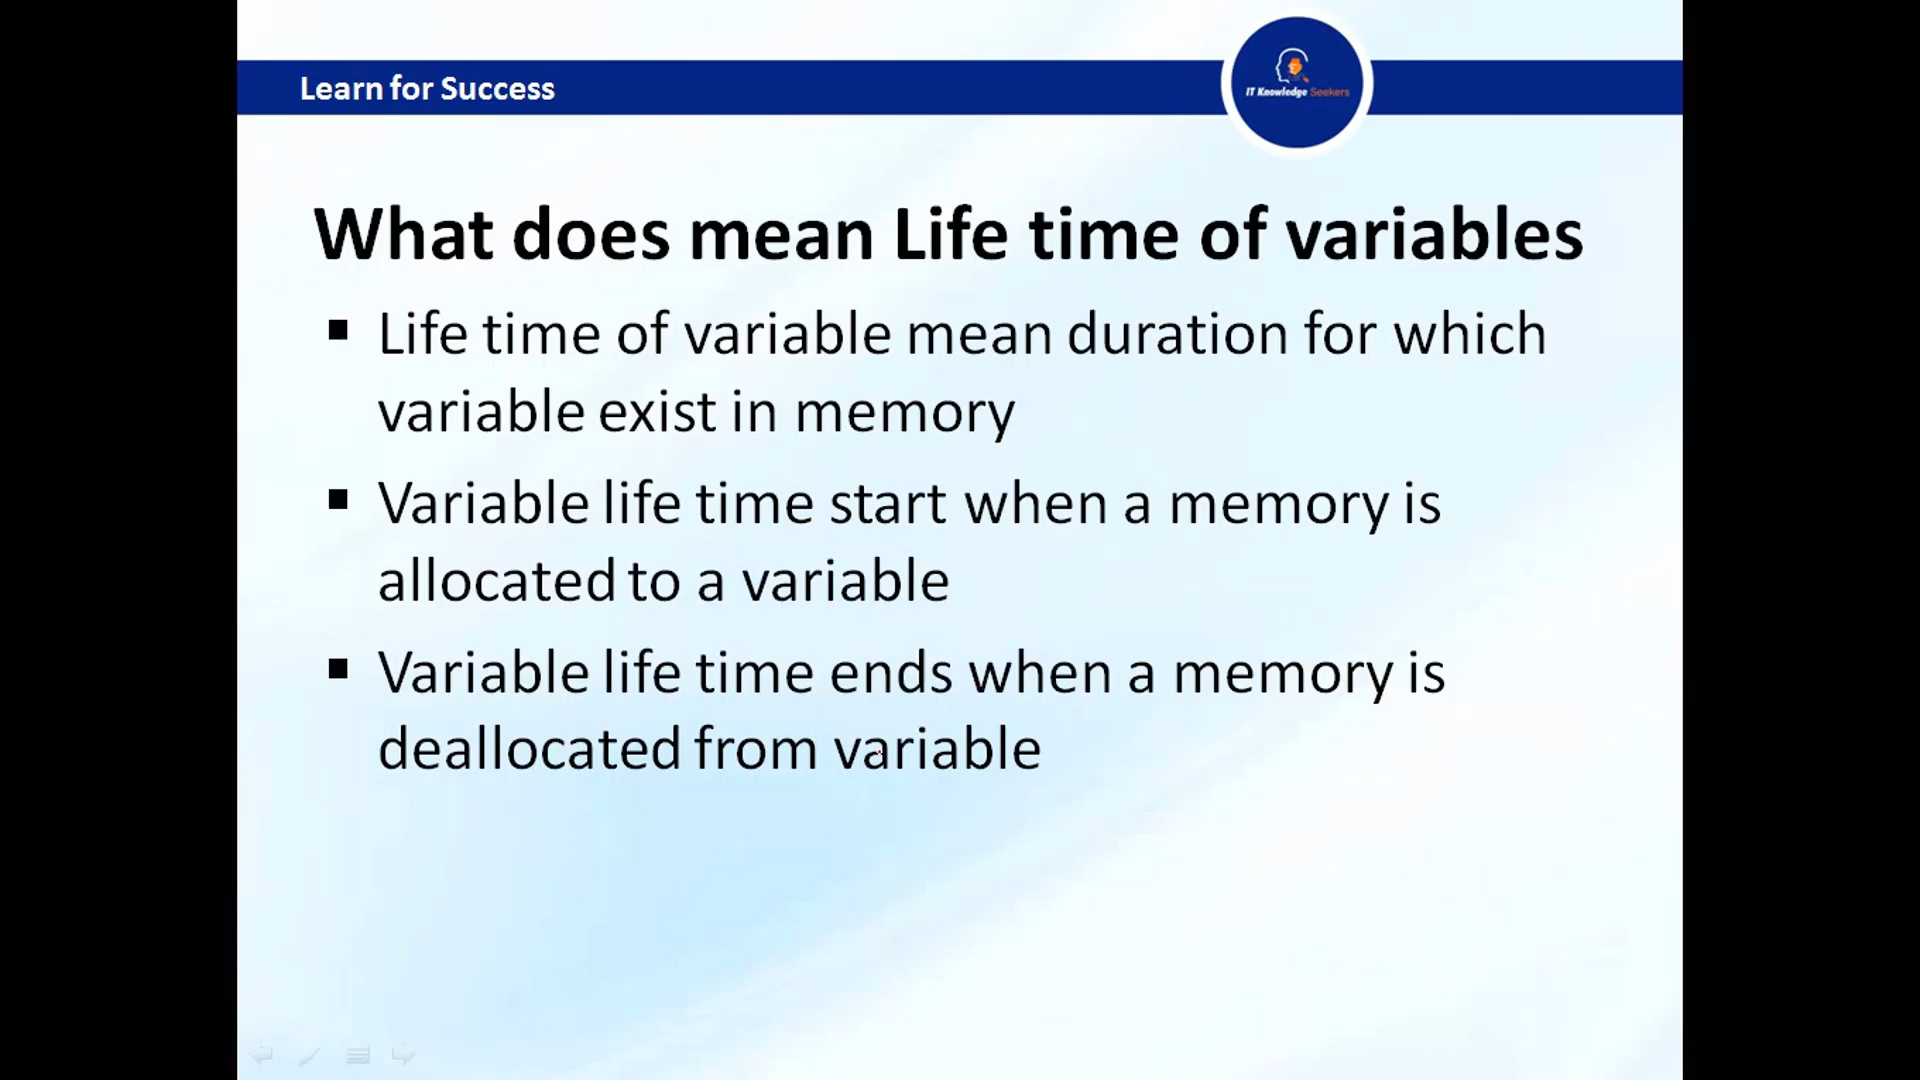 Learn for Success
IT Knowledge Seekers
What does mean Life time of variables
▪ Life time of variable mean duration for which
variable exist in memory
▪ Variable life time start when a memory is
allocated to a variable
▪ Variable life time ends when a memory is
deallocated from variable